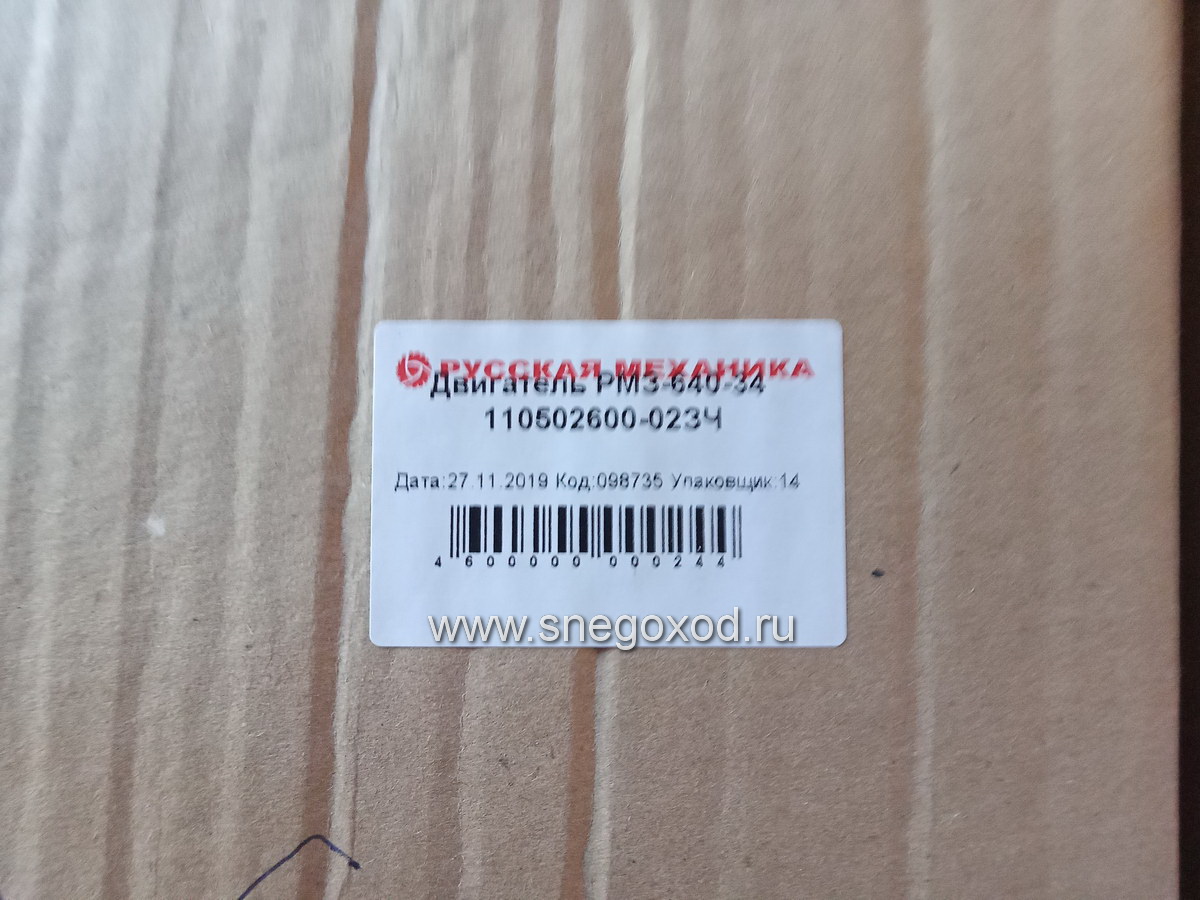 РУССКАЯ МЕХАНИКА
Двигатель РМЗ-640-34
110502600-02ЗЧ
Дата:27.11.2019 Код:098735 Упаковщик:14
4 600000 000244
www.snegoxod.ru